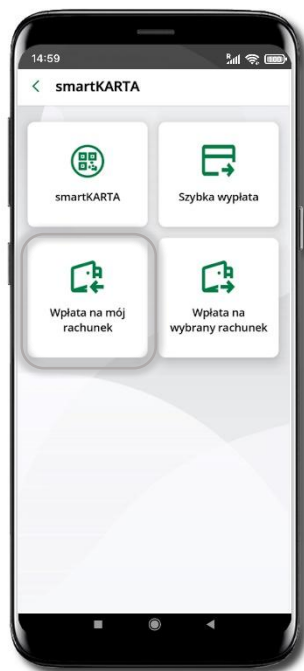 14:59
smartKARTA
smartKARTA
Szybka wypłata
Wpłata na mój
rachunek
Wpłata na
wybrany rachunek